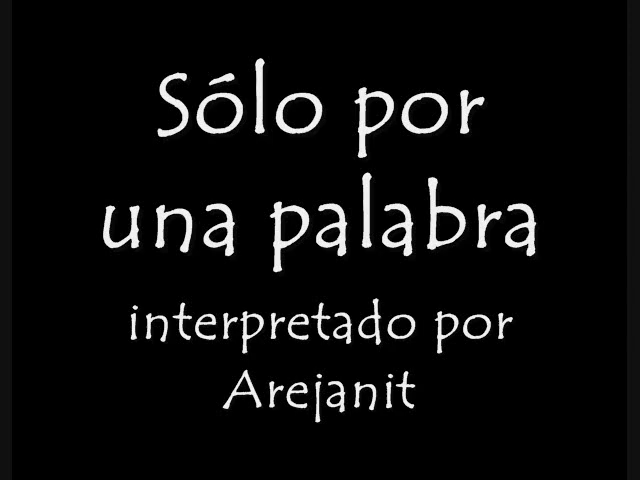 Sólo por
una palabra
interpretado por
Arejanit